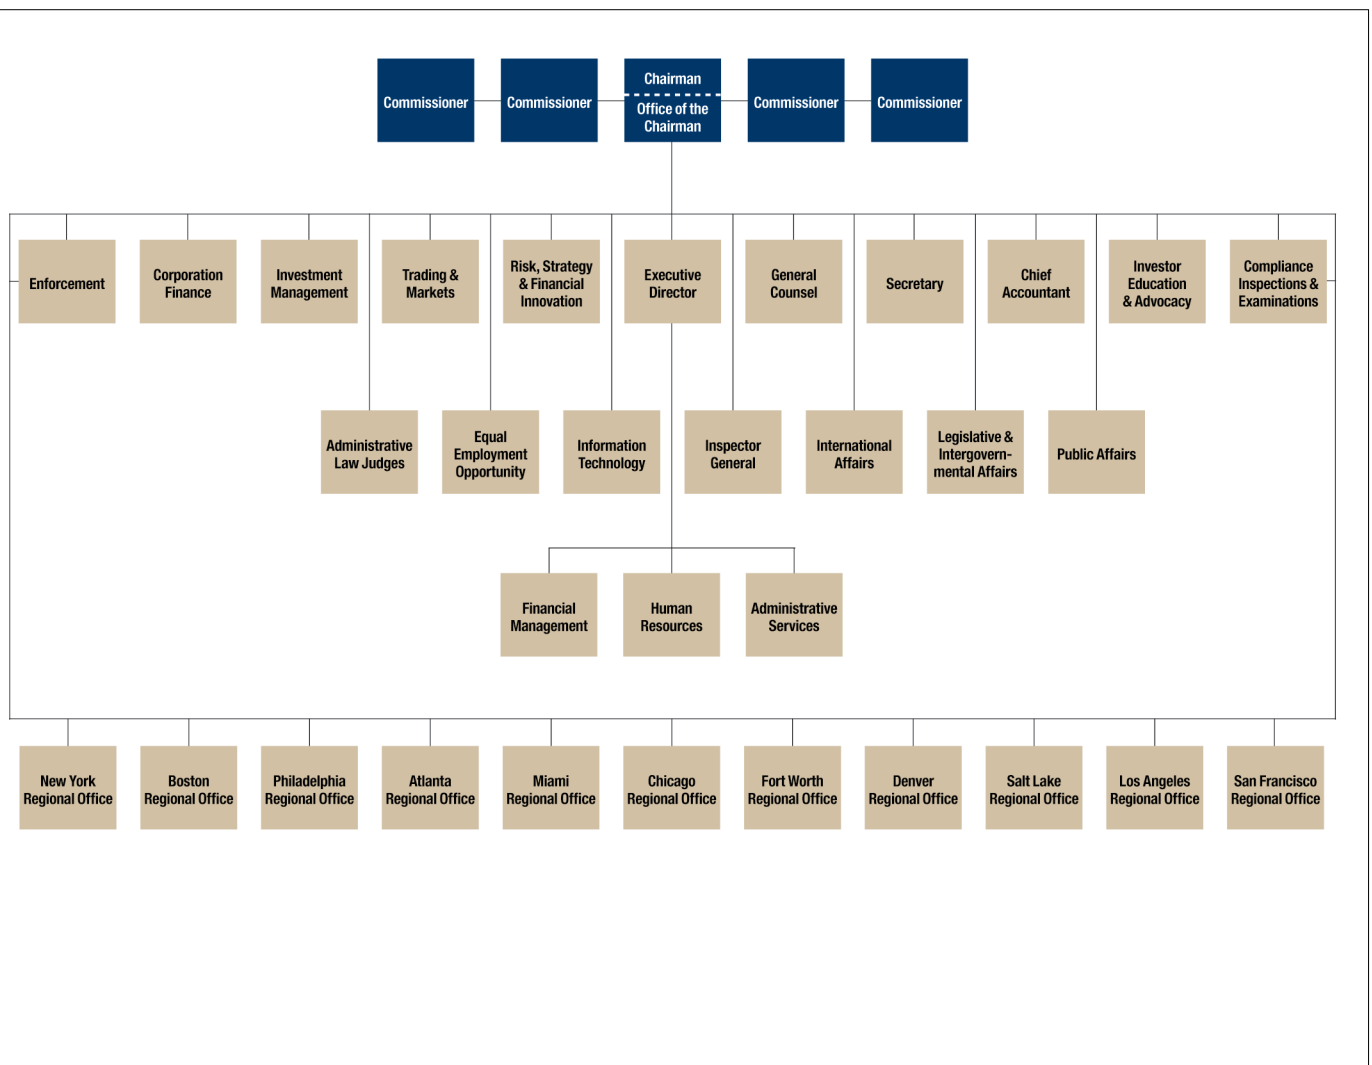 Commissioner
Commissioner
Chairman
Office of the
Chairman
Commissioner
Commissioner
Enforcement
Corporation
Finance
Investment
Management
Trading &
Markets
Risk, Strategy
& Financial
Innovation
Executive
Director
General
Counsel
Secretary
Chief
Accountant
Investor
Education
& Advocacy
Compliance
Inspections &
Examinations
Administrative
Law Judges
Equal
Employment
Opportunity
Information
Technology
Inspector
General
International
Affairs
Legislative &
Intergovern-
mental Affairs
Public Affairs
Financial
Management
Human
Resources
Administrative
Services
New York
Regional Office
Boston
Regional Office
Philadelphia
Regional Office
Atlanta
Regional Office
Miami
Regional Office
Chicago
Regional Office
Fort Worth
Regional Office
Denver
Regional Office
Salt Lake
Regional Office
Los Angeles
Regional Office
San Francisco
Regional Office